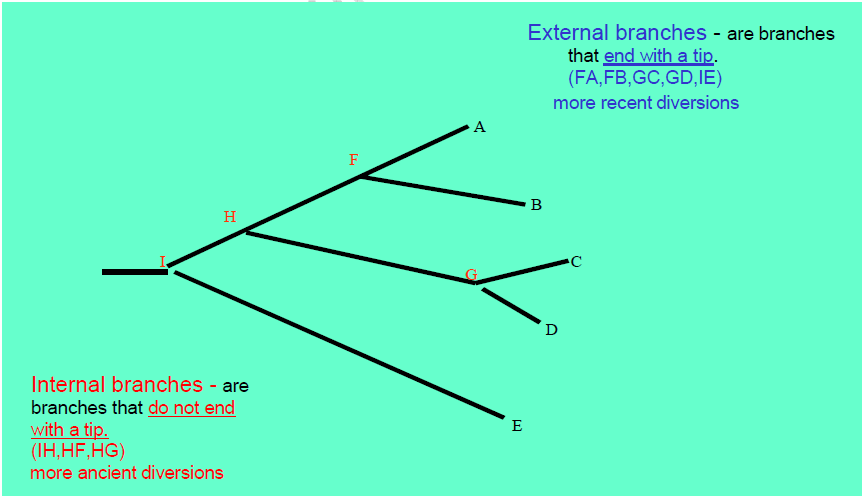 External branches - are branches
that end with a tip.
(FA,FB,GC,GD,IE)
more recent diversions
A
F
B
H
I
G
C
D
E
Internal branches - are
branches that do not end
with a tip.
(IH,HF,HG)
more ancient diversions